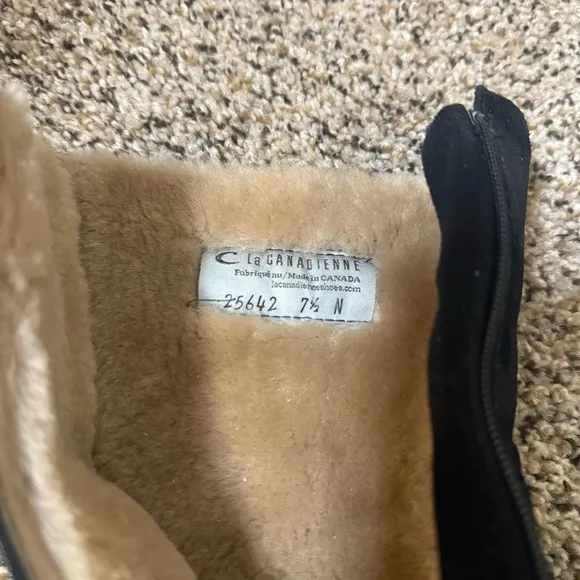 La CANADIENNE
Fabriqué au/Made in CANADA
lacanadienneshoes.com
25642 7½ N